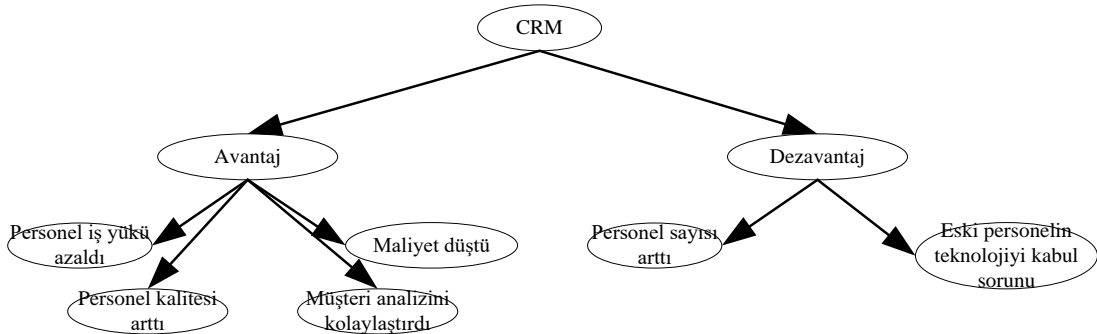 CRM
Avantaj
Dezavantaj
Personel iş yükü
azaldı
Maliyet düştü
Personel kalitesi
arttı
Müşteri analizini
kolaylaştırdı
Personel sayısı
arttı
Eski personelin
teknolojiyi kabul
sorunu